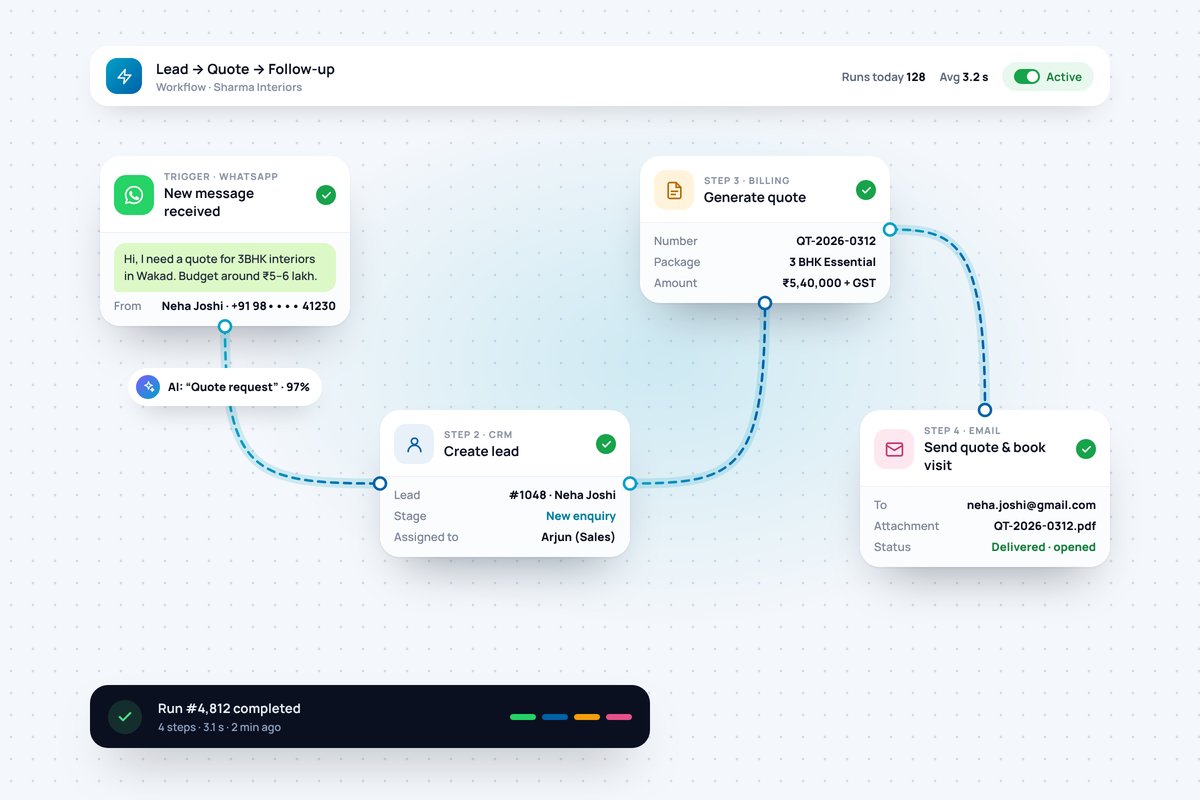 Lead → Quote → Follow-up
Workflow · Sharma Interiors
Runs today 128
Avg 3.2 s
Active
TRIGGER · WHATSAPP
New message
received
Hi, I need a quote for 3BHK interiors
in Wakad. Budget around ₹5–6 lakh.
From Neha Joshi · +91 98•••• 41230
AI: “Quote request” · 97%
STEP 2 · CRM
Create lead
Lead #1048 · Neha Joshi
Stage New enquiry
Assigned to Arjun (Sales)
STEP 3 · BILLING
Generate quote
Number QT-2026-0312
Package 3 BHK Essential
Amount ₹5,40,000 + GST
STEP 4 · EMAIL
Send quote & book
visit
To neha.joshi@gmail.com
Attachment QT-2026-0312.pdf
Status Delivered · opened
Run #4,812 completed
4 steps · 3.1 s · 2 min ago